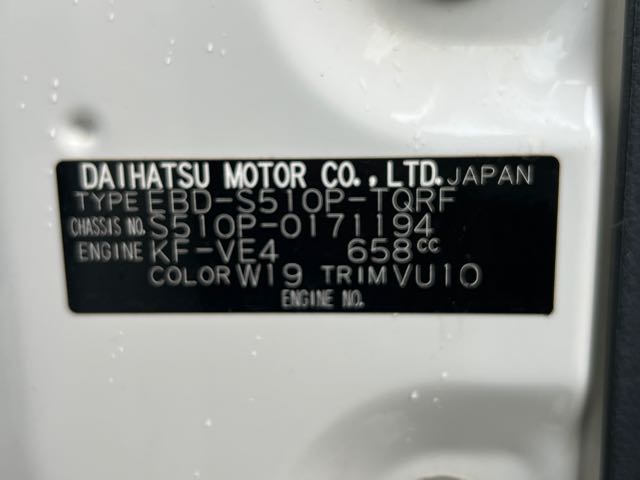 DAIHATSU MOTOR CO., LTD. JAPAN
TYPE EBD-S510P-TQRF
CHASSIS NO. S510P-0171194
ENGINE KF-VE4 658cc
COLOR W19 TRIM VU10
ENGINE NO.